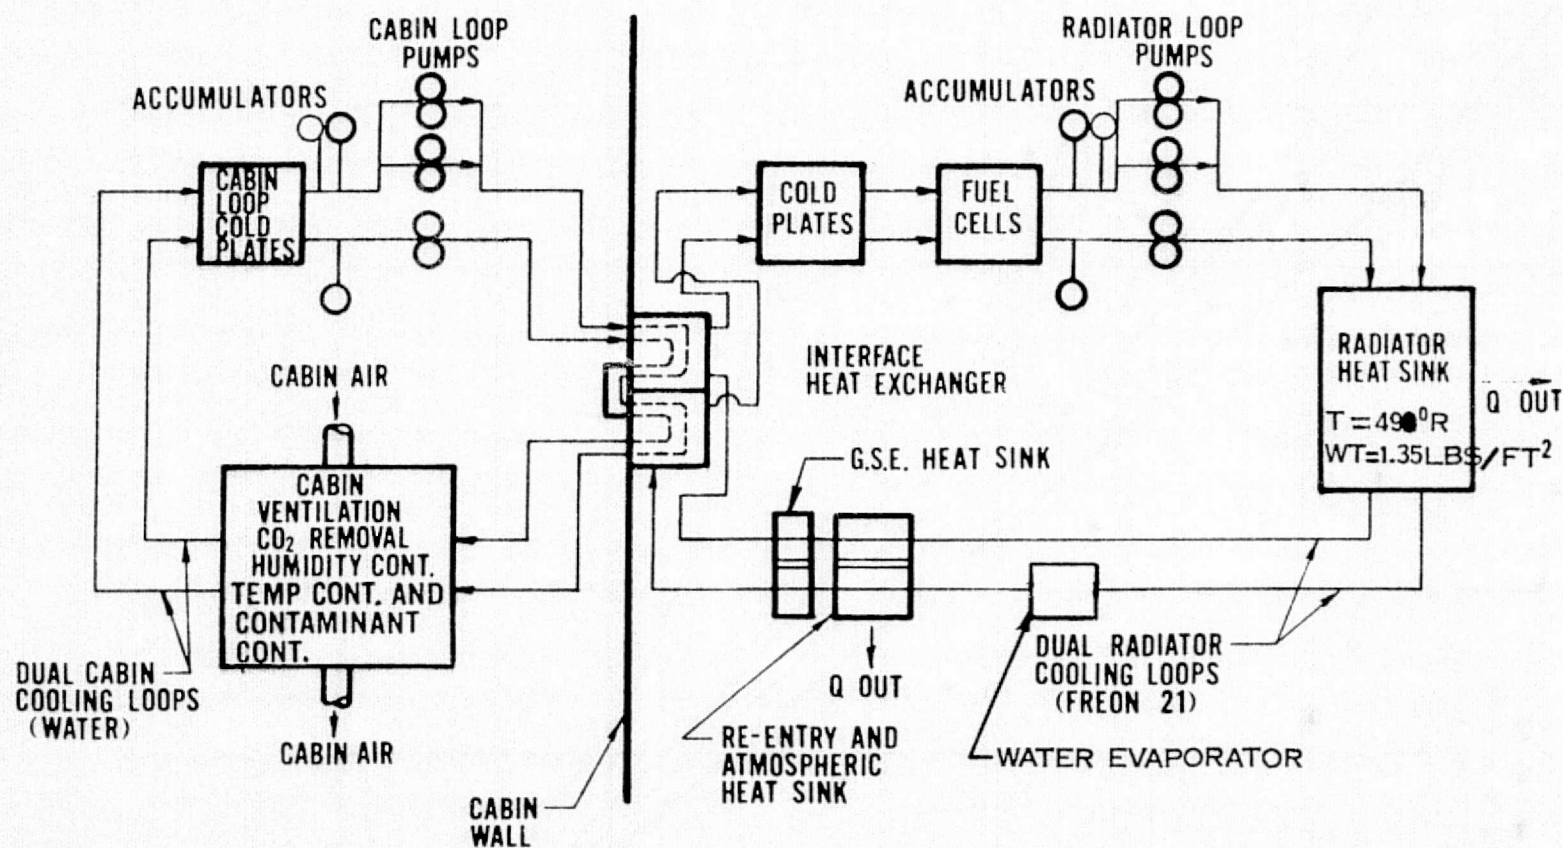 CABIN LOOP
PUMPS
ACCUMULATORS
CABIN
LOOP
COLD
PLATES
CABIN AIR
CABIN
VENTILATION
CO₂ REMOVAL
HUMIDITY CONT.
TEMP CONT. AND
CONTAMINANT
CONT.
DUAL CABIN
COOLING LOOPS
(WATER)
CABIN AIR
CABIN
WALL
RADIATOR LOOP
PUMPS
ACCUMULATORS
COLD
PLATES
FUEL
CELLS
INTERFACE
HEAT EXCHANGER
RADIATOR
HEAT SINK
T = °R
WT=1.35LBS/FT²
Q OUT
G.S.E. HEAT SINK
Q OUT
RE-ENTRY AND
ATMOSPHERIC
HEAT SINK
WATER EVAPORATOR
DUAL RADIATOR
COOLING LOOPS
(FREON 21)